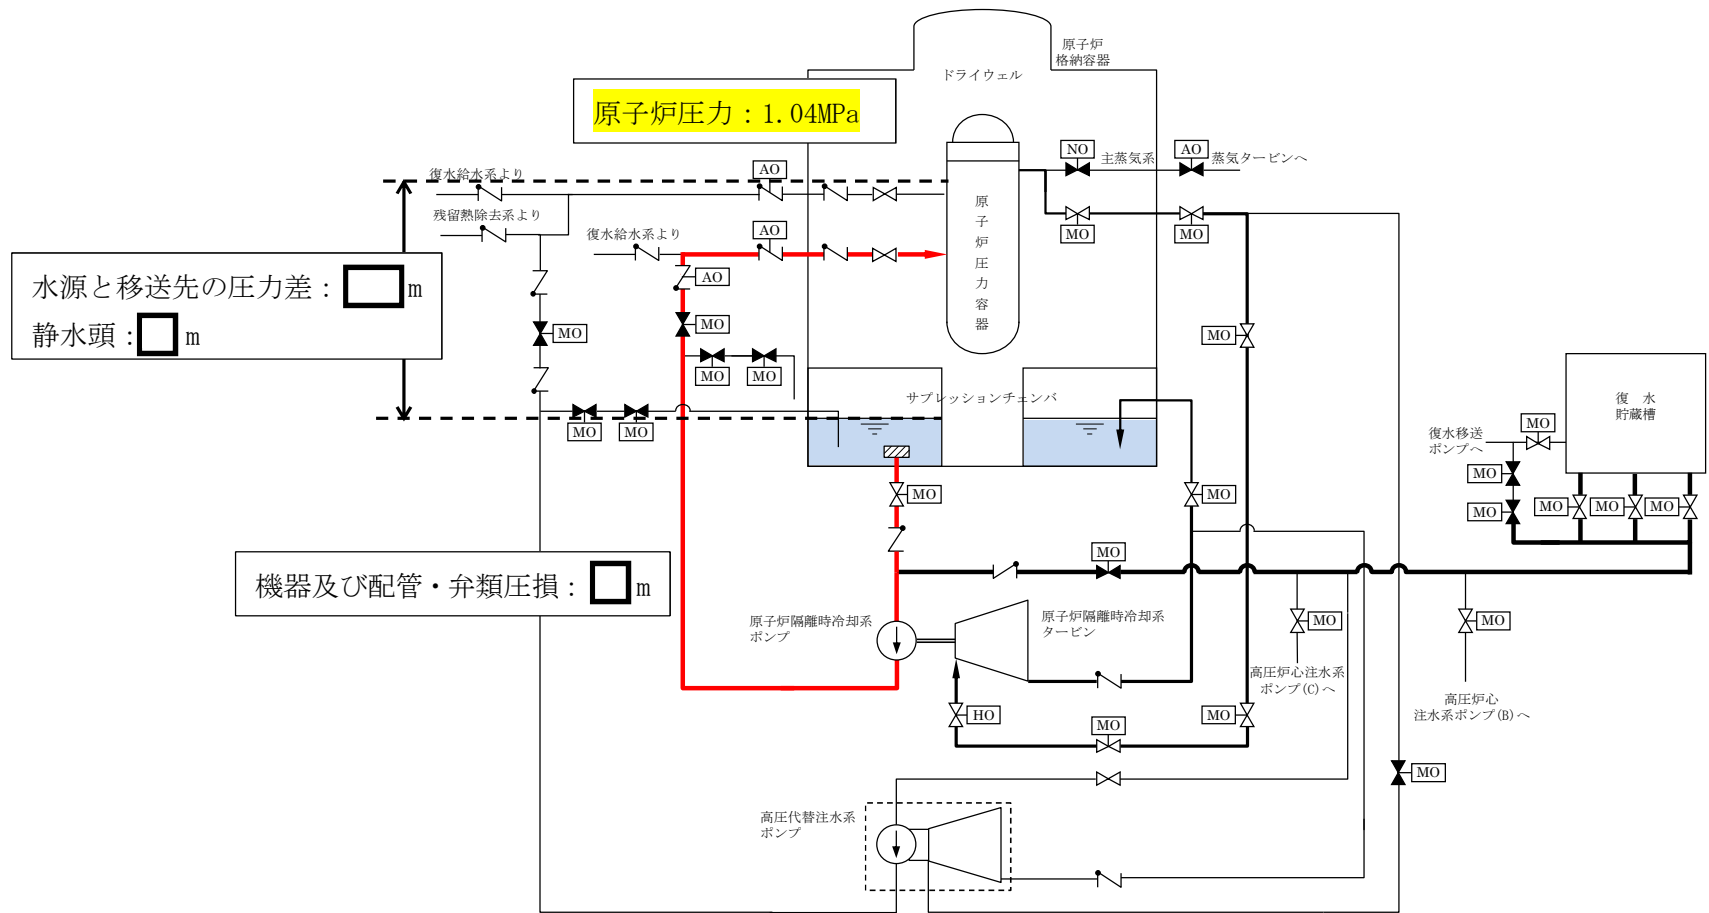 原子炉
格納容器
ドライウェル
原子炉圧力：1.04MPa
NO
主蒸気系
AO
蒸気タービンへ
復水給水系より
AO
残留熱除去系より
復水給水系より
AO
原子炉圧力容器
MO
MO
水源と移送先の圧力差：　m
静水頭：　m
AO
MO
MO
MO
MO
MO
MO
MO
サプレッションチェンバ
復　水
貯蔵槽
MO
復水移送
ポンプへ
MO
MO
MO
MO
MO
MO
MO
MO
機器及び配管・弁類圧損：　m
原子炉隔離時冷却系
ポンプ
原子炉隔離時冷却系
タービン
MO
MO
高圧炉心注水系
ポンプ(C)へ
高圧炉心
注水系ポンプ(B)へ
HO
MO
MO
MO
高圧代替注水系
ポンプ